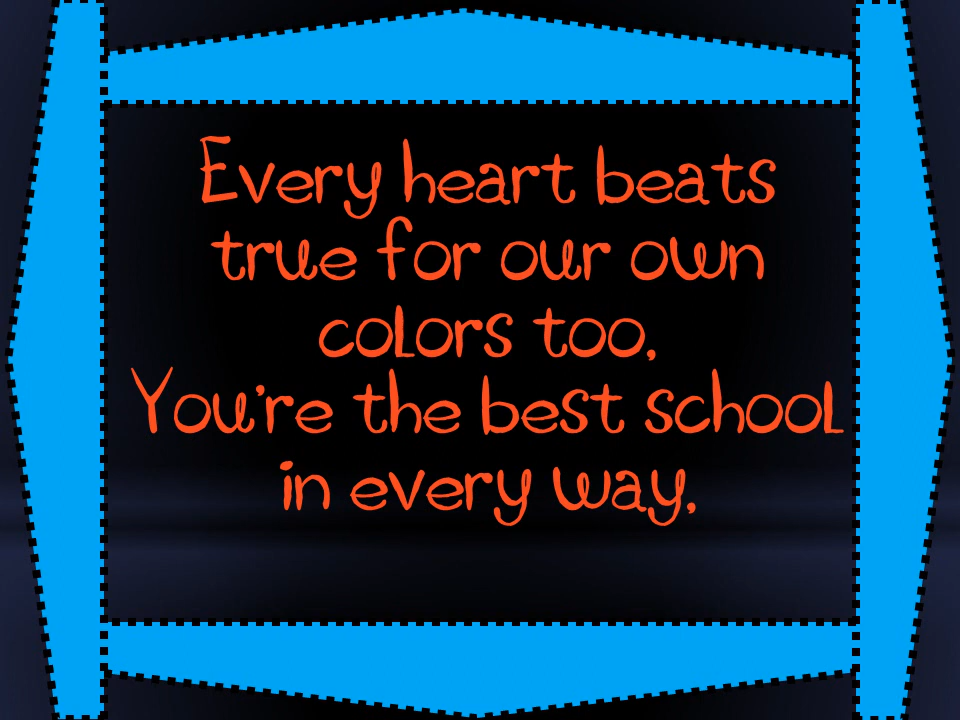 Every heart beats
true for our own
colors too,
You're the best school
in every way,